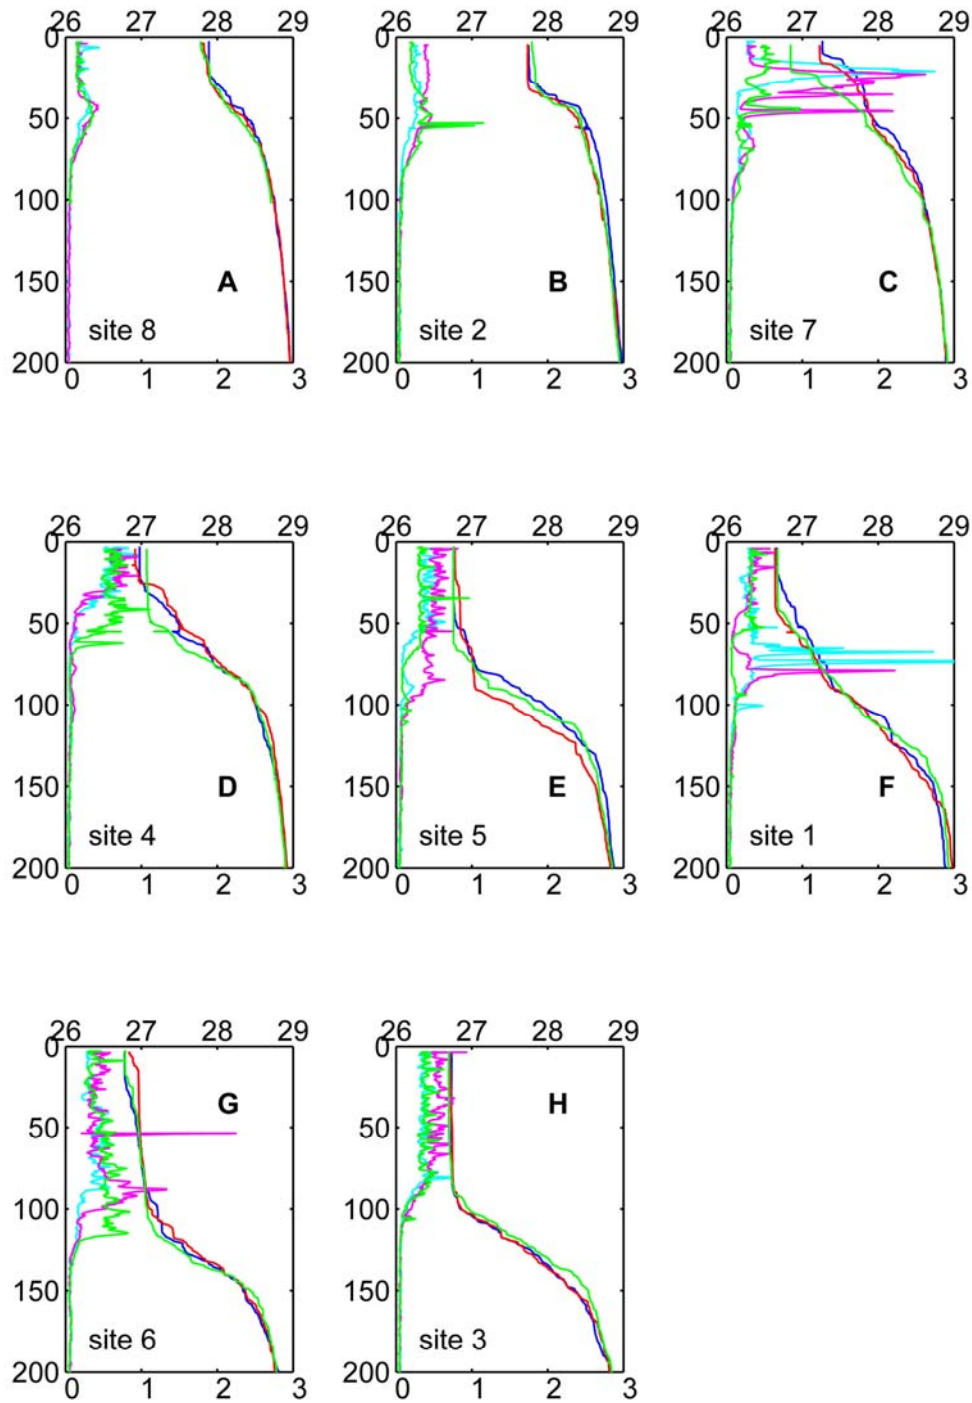 26 27 28 29 26 27 28 29 26 27 28 29
0 0 0
50 50 50
100 100 100
150 A 150 B 150 C
site 8 site 2 site 7
200 200 200
0 1 2 3 0 1 2 3 0 1 2 3
26 27 28 29 26 27 28 29 26 27 28 29
0 0 0
50 50 50
100 100 100
150 D 150 E 150 F
site 4 site 5 site 1
200 200 200
0 1 2 3 0 1 2 3 0 1 2 3
26 27 28 29 26 27 28 29
0 0
G H
50 50
100 100
150 150
site 6 site 3
200 200
0 1 2 3 0 1 2 3